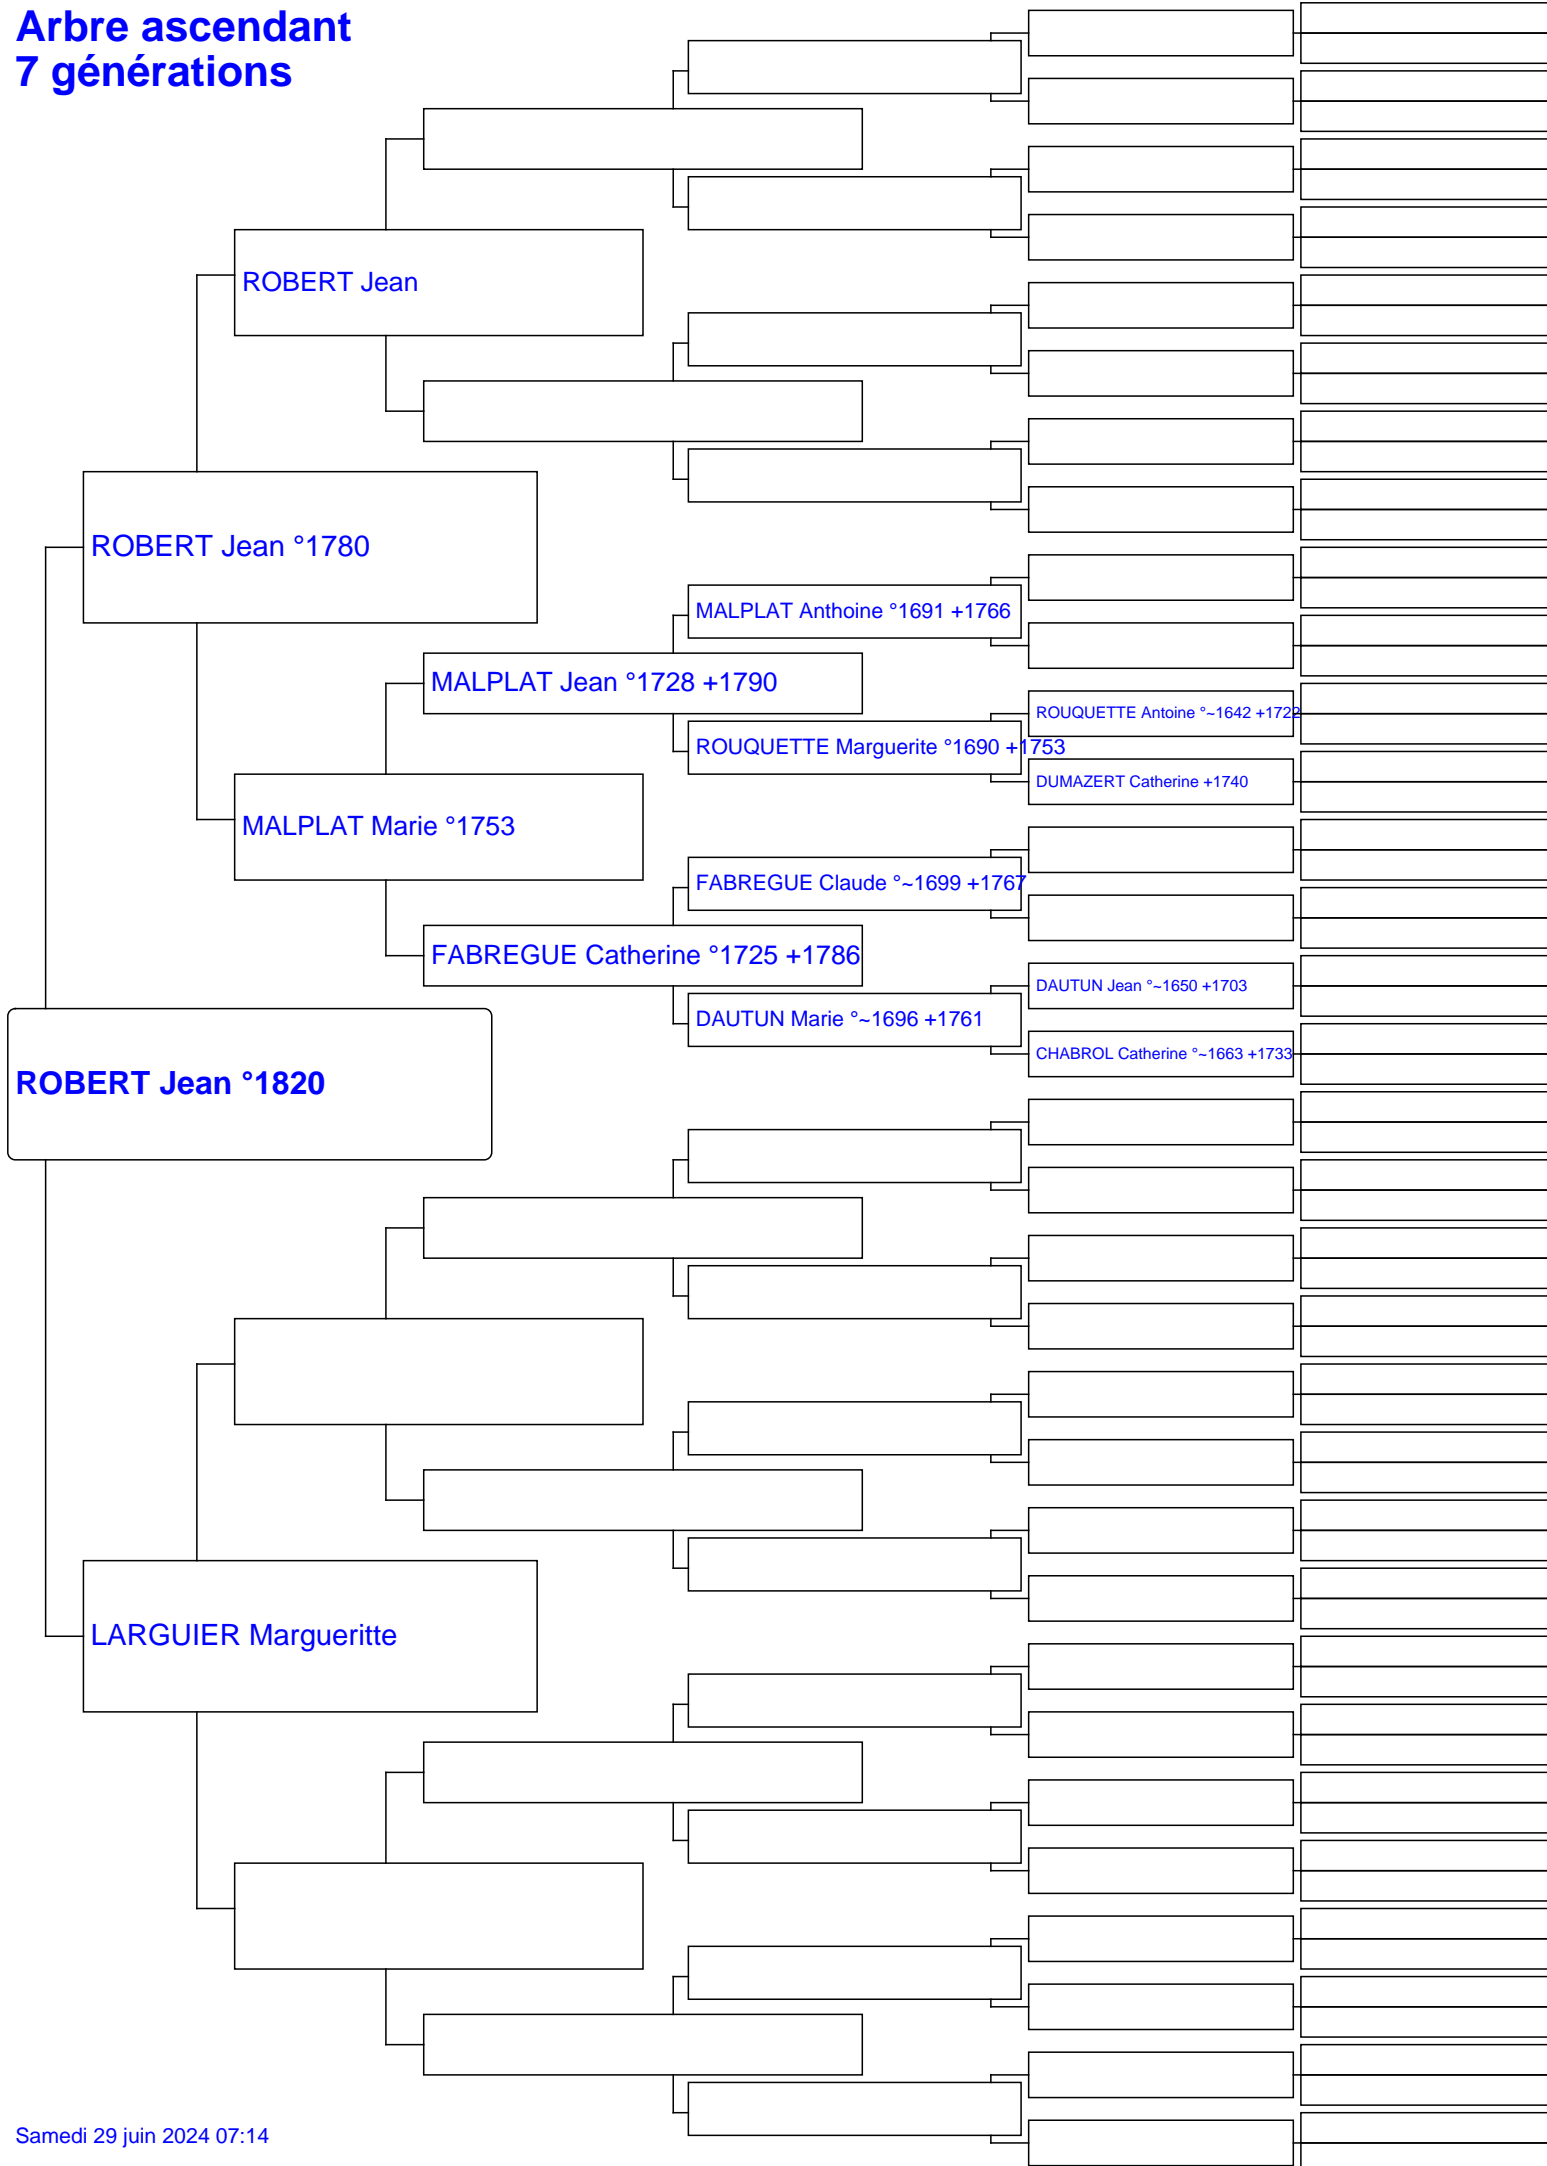 Arbre ascendant
7 générations
ROBERT Jean
ROBERT Jean °1780
MALPLAT Anthoine °1691 +1766
MALPLAT Jean °1728 +1790
ROUQUETTE Antoine °~1642 +1722
ROUQUETTE Marguerite °1690 +1753
DUMAZERT Catherine +1740
MALPLAT Marie °1753
FABREGUE Claude °~1699 +1767
FABREGUE Catherine °1725 +1786
DAUTUN Jean °~1650 +1703
DAUTUN Marie °~1696 +1761
CHABROL Catherine °~1663 +1733
ROBERT Jean °1820
LARGUIER Margueritte
Samedi 29 juin 2024 07:14